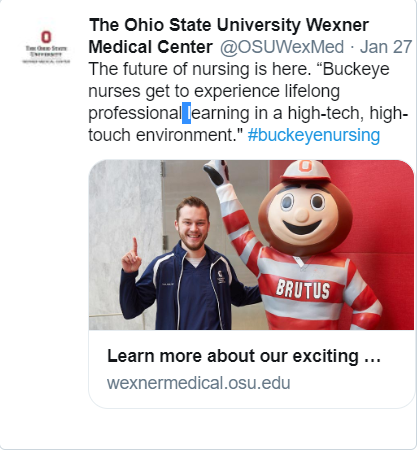 The Ohio State University Wexner
Medical Center @OSUWexMed · Jan 27
The Ohio State
University
WEXNER MEDICAL CENTER
The future of nursing is here. “Buckeye
nurses get to experience lifelong
professional learning in a high-tech, high-
touch environment." #buckeyenursing
BRUTUS
Learn more about our exciting ...
wexnermedical.osu.edu